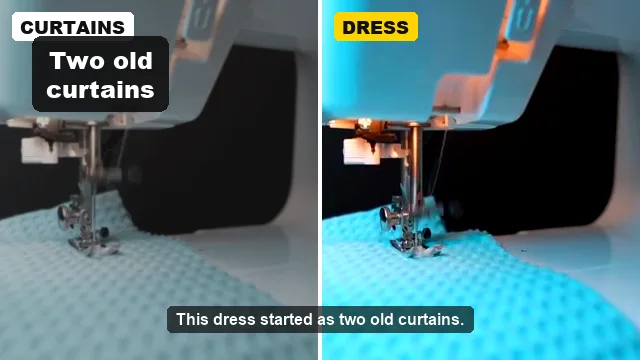 CURTAINS
Two old
curtains
DRESS
This dress started as two old curtains.